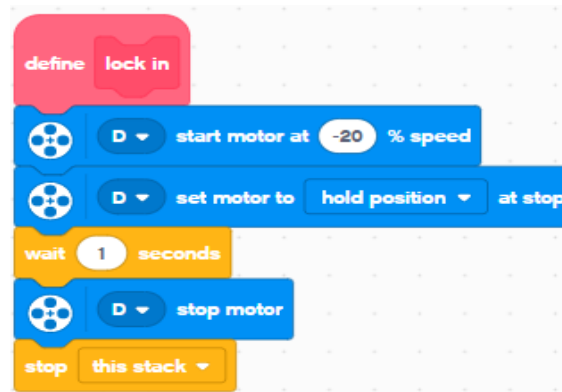 define lock in
D start motor at -20 % speed
D set motor to hold position at stop
wait 1 seconds
D stop motor
stop this stack